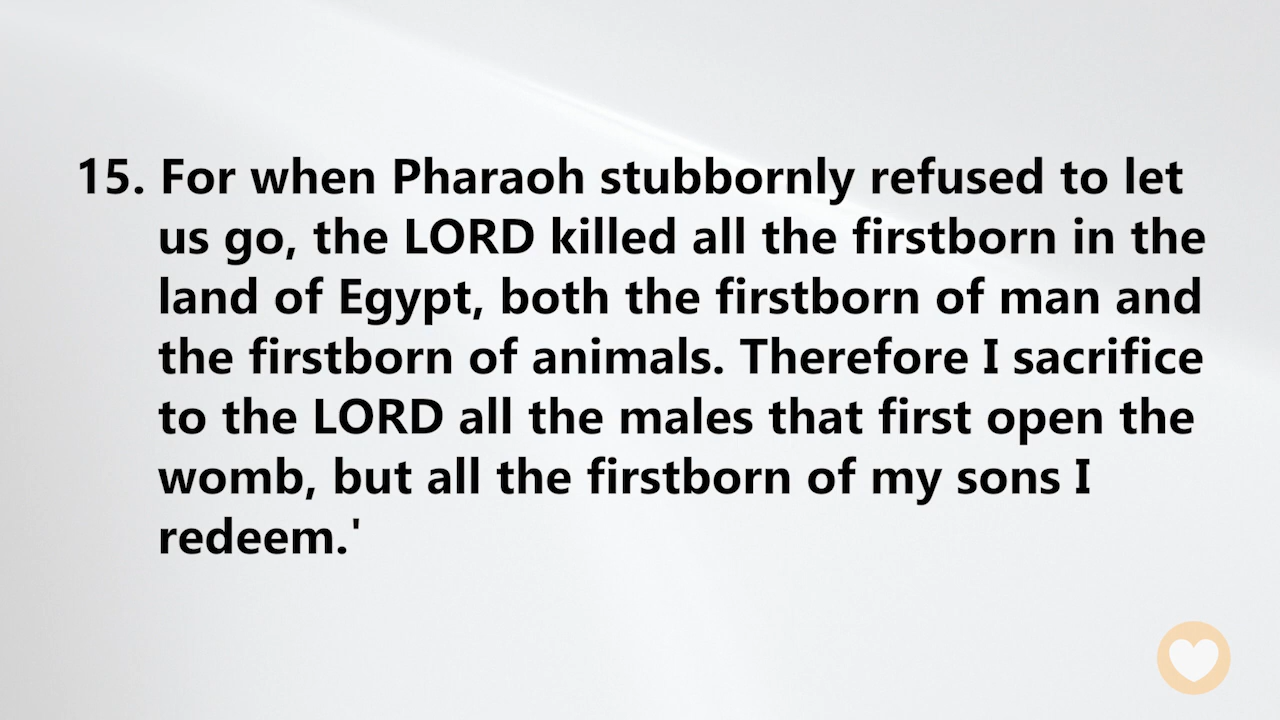 15. For when Pharaoh stubbornly refused to let
us go, the LORD killed all the firstborn in the
land of Egypt, both the firstborn of man and
the firstborn of animals. Therefore I sacrifice
to the LORD all the males that first open the
womb, but all the firstborn of my sons I
redeem.'